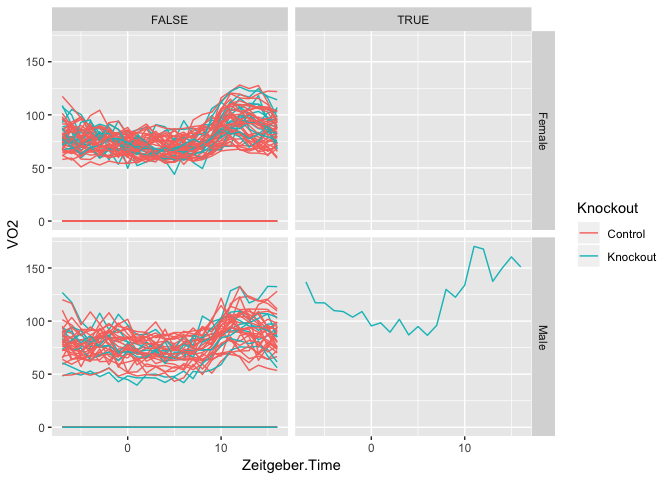 FALSE
TRUE
150
100
50
0
Female
150
100
50
0
Male
VO2
0
10
0
10
Zeitgeber.Time
Knockout
Control
Knockout